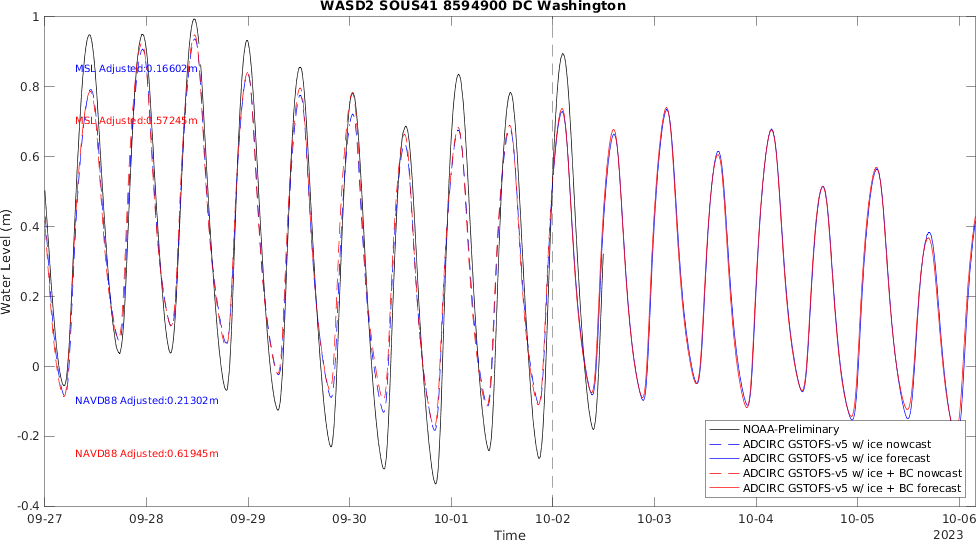 WASD2 SOUS41 8594900 DC Washington
1
0.8
0.6
0.4
0.2
0
-0.2
-0.4
Water Level (m)
MSL Adjusted:0.16602m
MSL Adjusted:0.57245m
NAVD88 Adjusted:0.21302m
NAVD88 Adjusted:0.61945m
NOAA-Preliminary
ADCIRC GSTOFS-v5 w/ ice nowcast
ADCIRC GSTOFS-v5 w/ ice forecast
ADCIRC GSTOFS-v5 w/ ice + BC nowcast
ADCIRC GSTOFS-v5 w/ ice + BC forecast
09-27 09-28 09-29 09-30 10-01 10-02 10-03 10-04 10-05 10-06
Time
2023